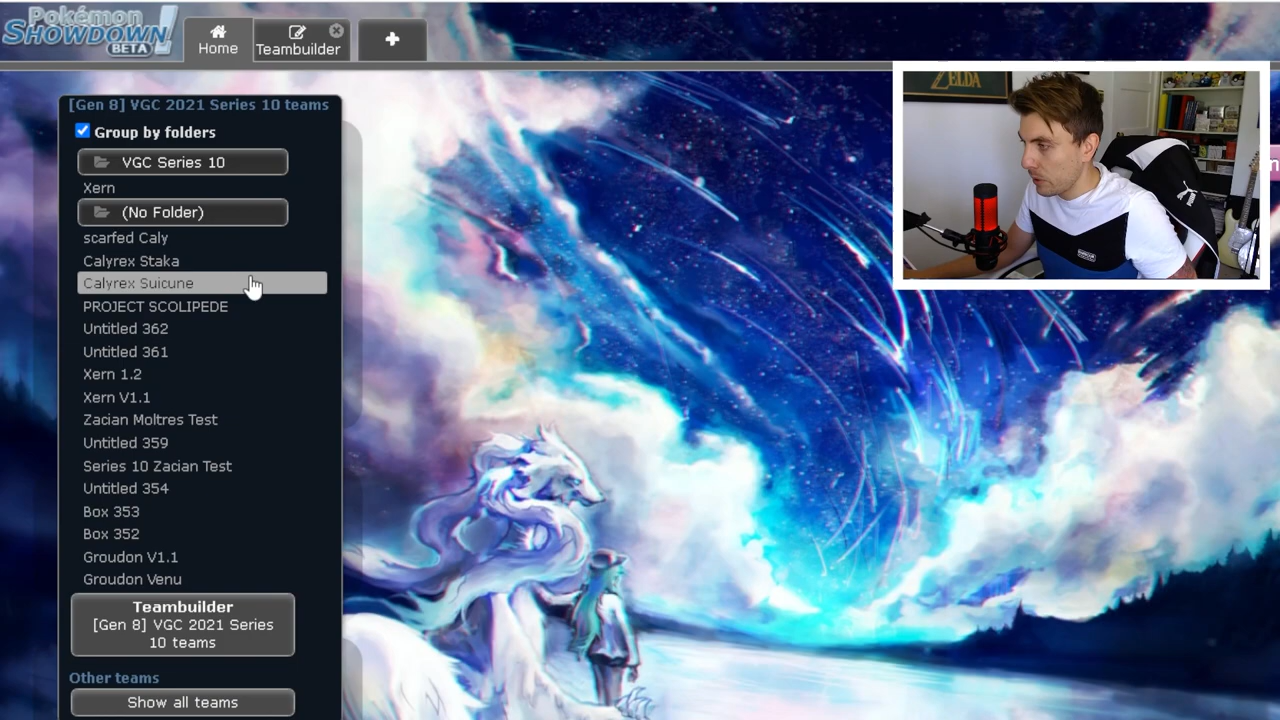 Pokémon
SHOWDOWN!
BETA
Home
Teambuilder
[Gen 8] VGC 2021 Series 10 teams
Group by folders
VGC Series 10
Xern
(No Folder)
scarfed Caly
Calyrex Staka
Calyrex Suicune
PROJECT SCOLIPEDE
Untitled 362
Untitled 361
Xern 1.2
Xern V1.1
Zacian Moltres Test
Untitled 359
Series 10 Zacian Test
Untitled 354
Box 353
Box 352
Groudon V1.1
Groudon Venu
Teambuilder
[Gen 8] VGC 2021 Series
10 teams
Other teams
Show all teams
ZELDA